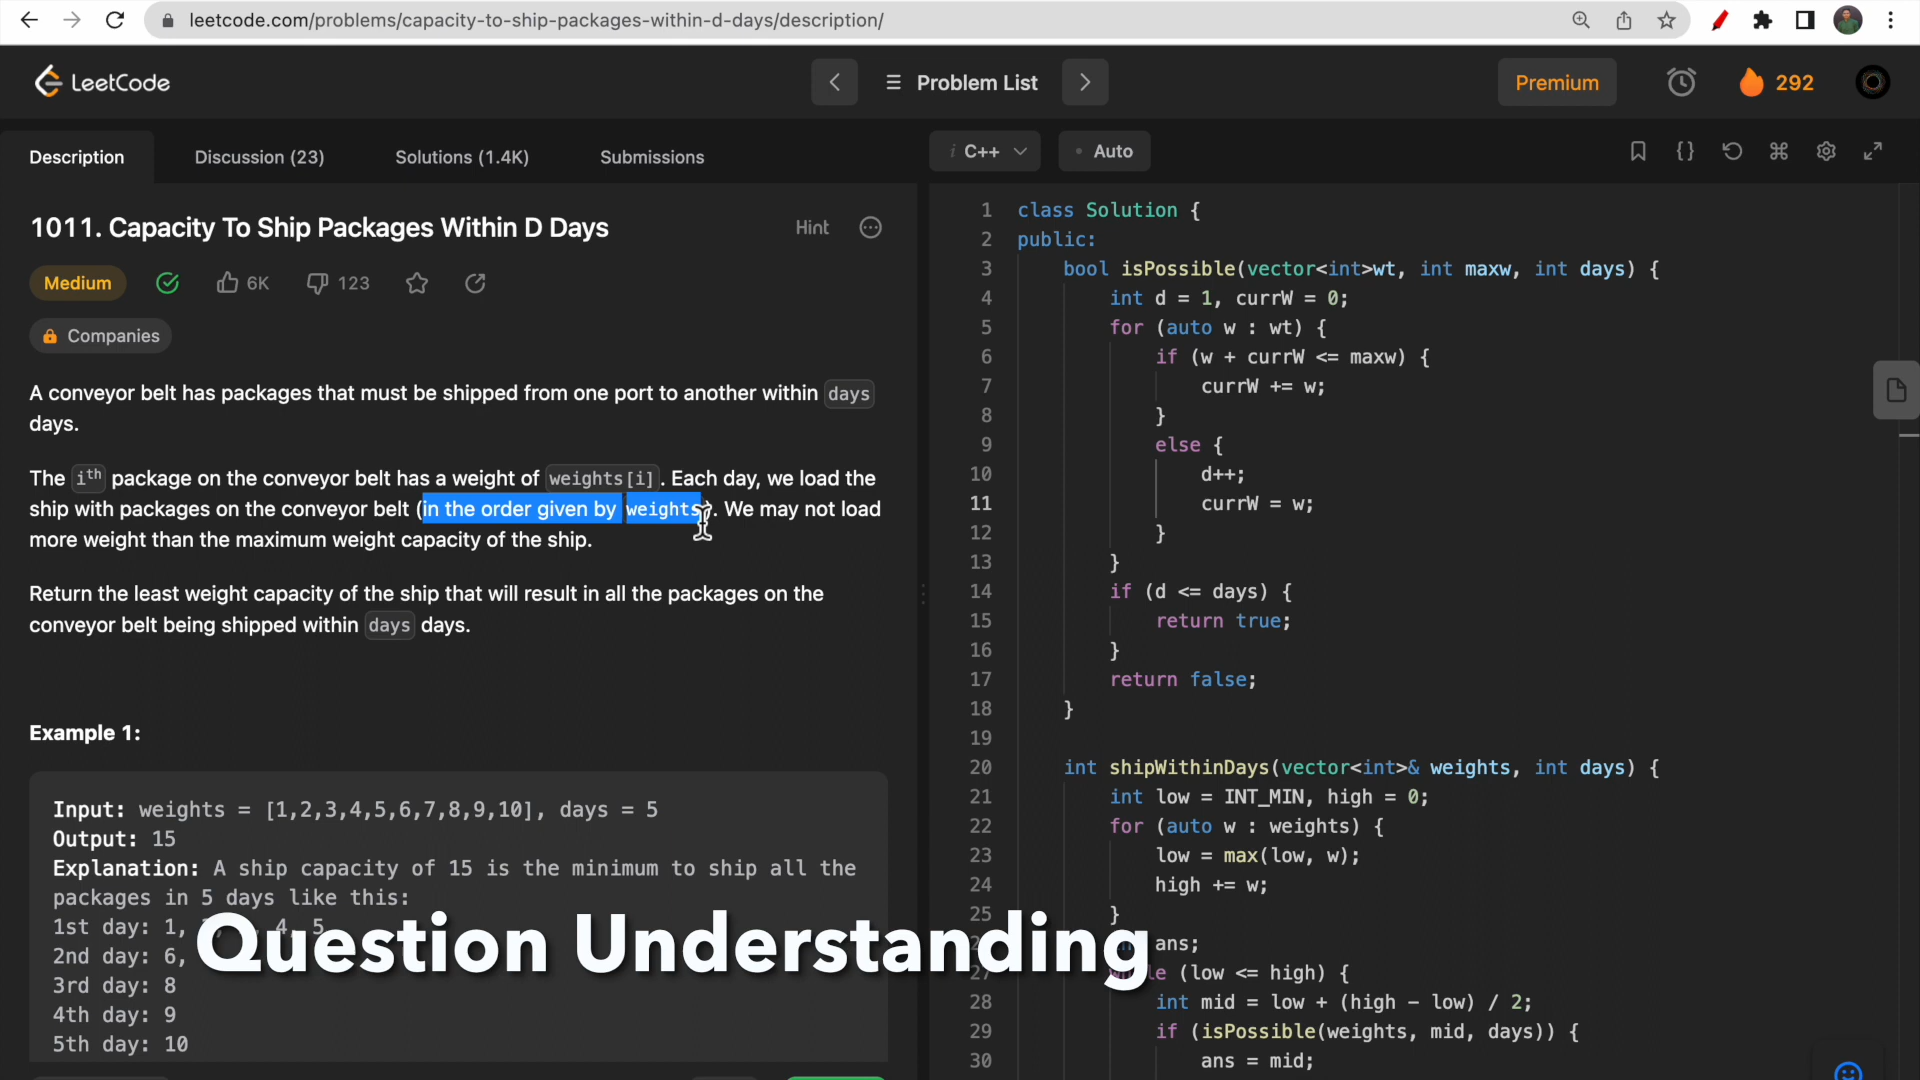 leetcode.com/problems/capacity-to-ship-packages-within-d-days/description/
LeetCode
Problem List
Premium
292
Description
Discussion (23)
Solutions (1.4K)
Submissions
i C++
Auto
1011. Capacity To Ship Packages Within D Days
Hint
Medium
6K
123
Companies
A conveyor belt has packages that must be shipped from one port to another within days
days.
The ith package on the conveyor belt has a weight of weights[i]. Each day, we load the
ship with packages on the conveyor belt (in the order given by weights). We may not load
more weight than the maximum weight capacity of the ship.
Return the least weight capacity of the ship that will result in all the packages on the
conveyor belt being shipped within days days.
Example 1:
Input: weights = [1,2,3,4,5,6,7,8,9,10], days = 5
Output: 15
Explanation: A ship capacity of 15 is the minimum to ship all the
packages in 5 days like this:
1st day: 1, 4, 5
2nd day: 6,
3rd day: 8
4th day: 9
5th day: 10
Question Understanding
1 class Solution {
2 public:
3 bool isPossible(vector<int>wt, int maxw, int days) {
4 int d = 1, currW = 0;
5 for (auto w : wt) {
6 if (w + currW <= maxw) {
7 currW += w;
8 }
9 else {
10 d++;
11 currW = w;
12 }
13 }
14 if (d <= days) {
15 return true;
16 }
17 return false;
18 }
19
20 int shipWithinDays(vector<int>& weights, int days) {
21 int low = INT_MIN, high = 0;
22 for (auto w : weights) {
23 low = max(low, w);
24 high += w;
25 }
ans;
27 (low <= high) {
28 int mid = low + (high - low) / 2;
29 if (isPossible(weights, mid, days)) {
30 ans = mid;